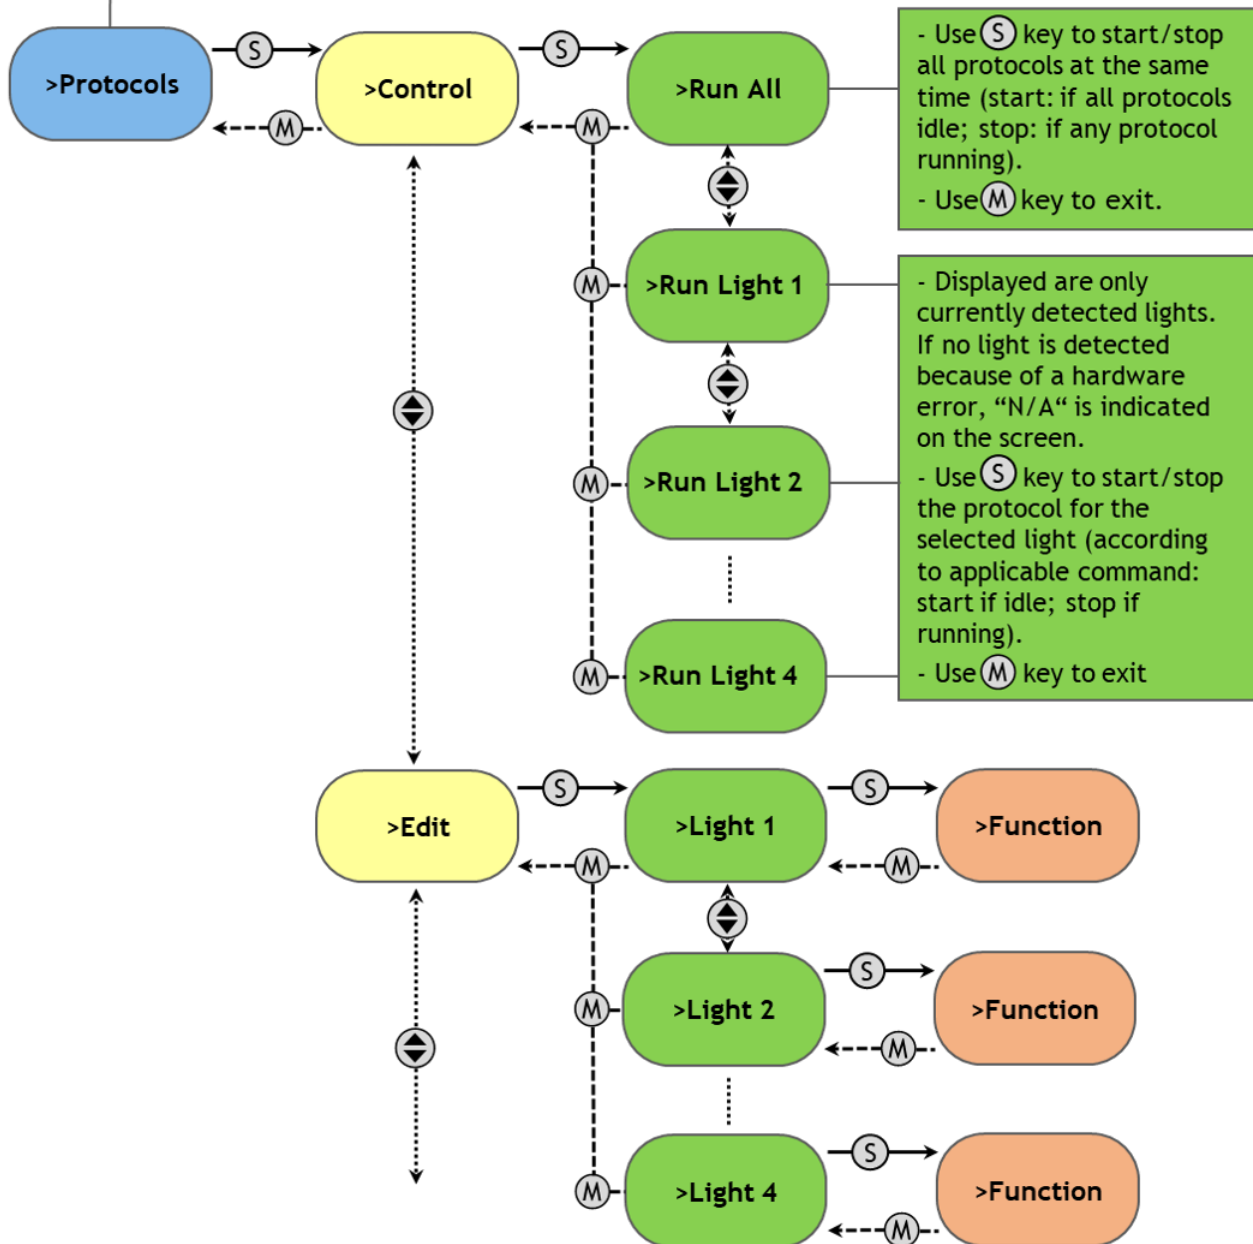 >Protocols
S
>Control
S
>Run All
M
M
- Use S key to start/stop
all protocols at the same
time (start: if all protocols
idle; stop: if any protocol
running).
- Use M key to exit.
M
>Run Light 1
- Displayed are only
currently detected lights.
If no light is detected
because of a hardware
error, “N/A“ is indicated
on the screen.
- Use S key to start/stop
the protocol for the
selected light (according
to applicable command:
start if idle; stop if
running).
- Use M key to exit
M
>Run Light 2
M
>Run Light 4
>Edit
S
>Light 1
S
>Function
M
M
M
>Light 2
S
>Function
M
M
>Light 4
S
>Function
M